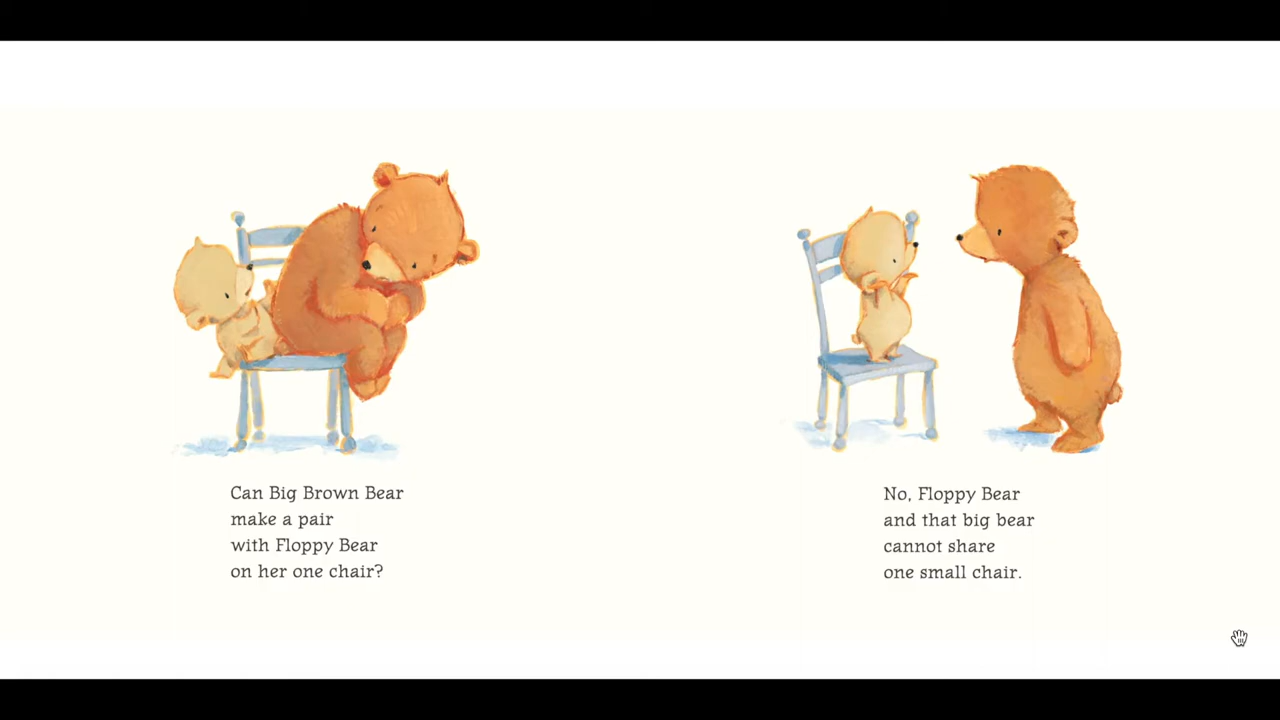 Can Big Brown Bear
make a pair
with Floppy Bear
on her one chair?
No, Floppy Bear
and that big bear
cannot share
one small chair.